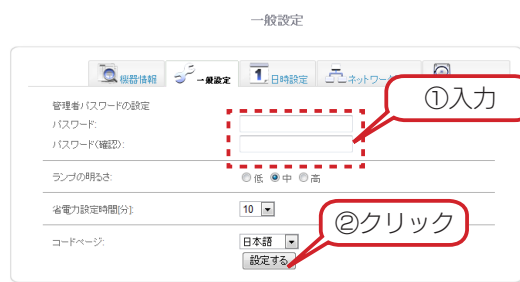 一般設定
機器情報 一般設定 1 日時設定 ネットワーク
①入力
管理者パスワードの設定
パスワード:
パスワード(確認):
ランプの明るさ: 低 中 高
省電力設定時間[分]: 10
②クリック
コードページ: 日本語
設定する